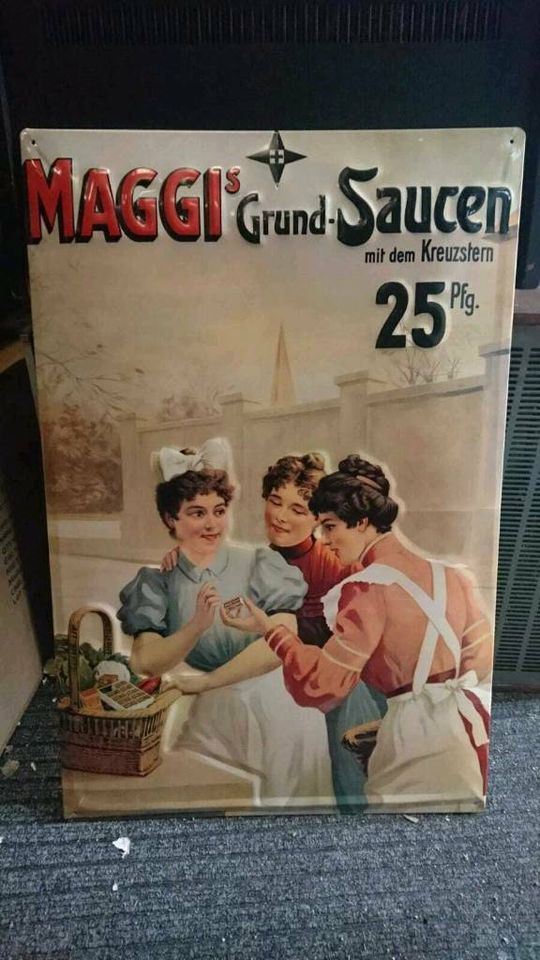 MAGGIs Grund-Saucen
mit dem Kreuzstern
25 Pfg.